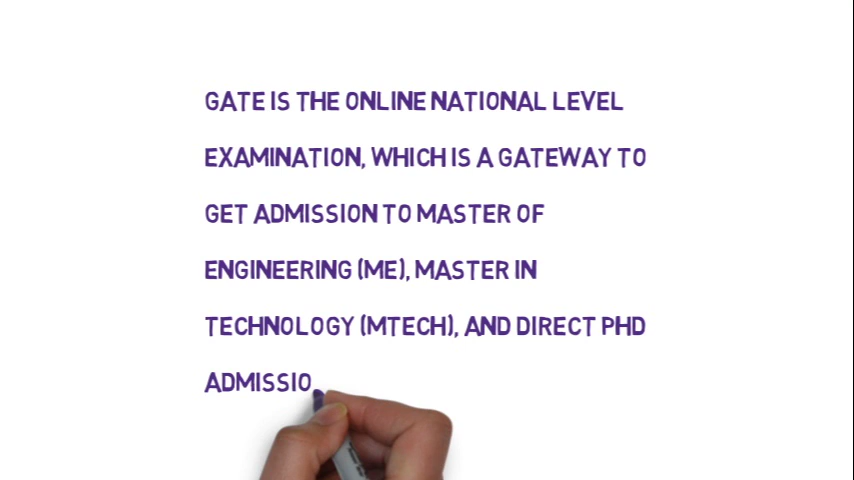 GATE IS THE ONLINE NATIONAL LEVEL
EXAMINATION, WHICH IS A GATEWAY TO
GET ADMISSION TO MASTER OF
ENGINEERING (ME), MASTER IN
TECHNOLOGY (MTECH), AND DIRECT PHD
ADMISSIO